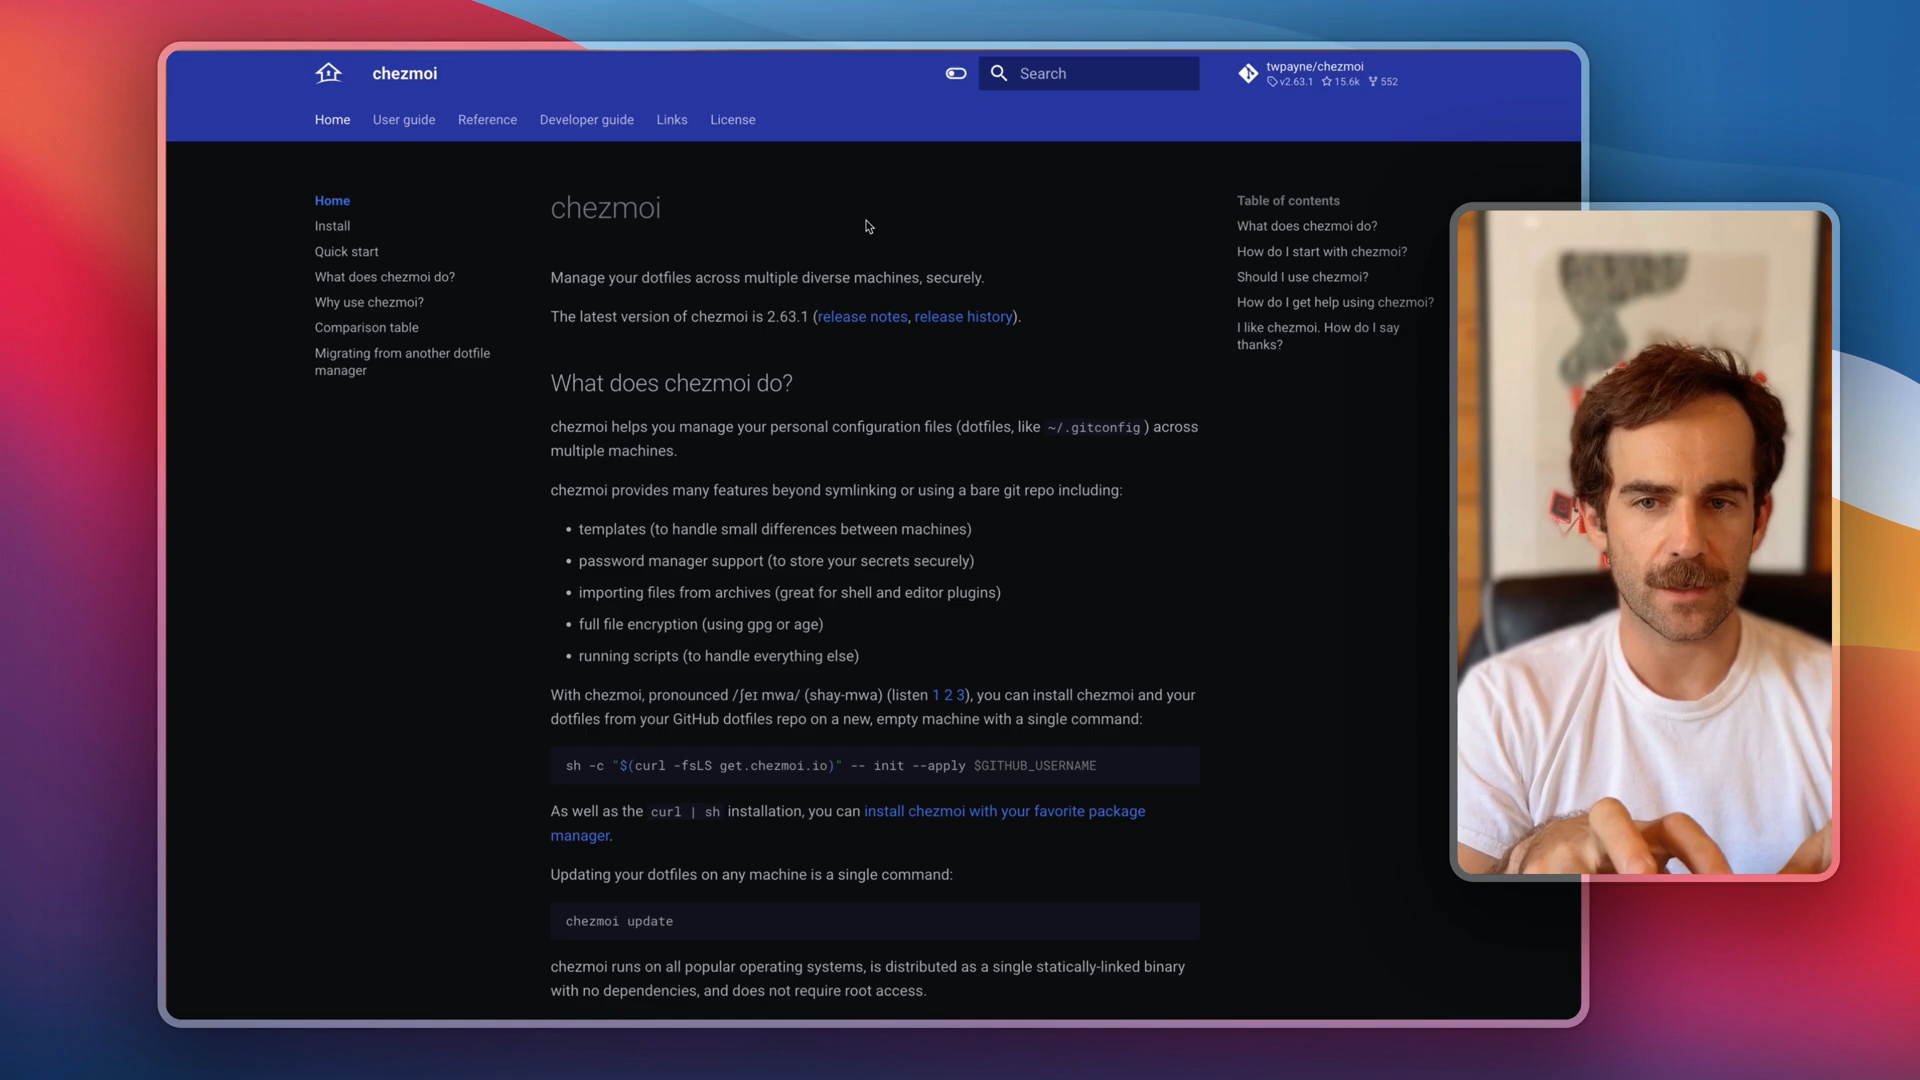 chezmoi
Search
twpayne/chezmoi
v2.63.1 15.6k 552
Home User guide Reference Developer guide Links License
Home
Install
Quick start
What does chezmoi do?
Why use chezmoi?
Comparison table
Migrating from another dotfile
manager
chezmoi
Manage your dotfiles across multiple diverse machines, securely.
The latest version of chezmoi is 2.63.1 (release notes, release history).
What does chezmoi do?
chezmoi helps you manage your personal configuration files (dotfiles, like ~/.gitconfig) across
multiple machines.
chezmoi provides many features beyond symlinking or using a bare git repo including:
• templates (to handle small differences between machines)
• password manager support (to store your secrets securely)
• importing files from archives (great for shell and editor plugins)
• full file encryption (using gpg or age)
• running scripts (to handle everything else)
With chezmoi, pronounced /ʃeɪ mwa/ (shay-mwa) (listen 1 2 3), you can install chezmoi and your
dotfiles from your GitHub dotfiles repo on a new, empty machine with a single command:
sh -c "$(curl -fsLS get.chezmoi.io)" -- init --apply $GITHUB_USERNAME
As well as the curl | sh installation, you can install chezmoi with your favorite package
manager.
Updating your dotfiles on any machine is a single command:
chezmoi update
chezmoi runs on all popular operating systems, is distributed as a single statically-linked binary
with no dependencies, and does not require root access.
Table of contents
What does chezmoi do?
How do I start with chezmoi?
Should I use chezmoi?
How do I get help using chezmoi?
I like chezmoi. How do I say
thanks?